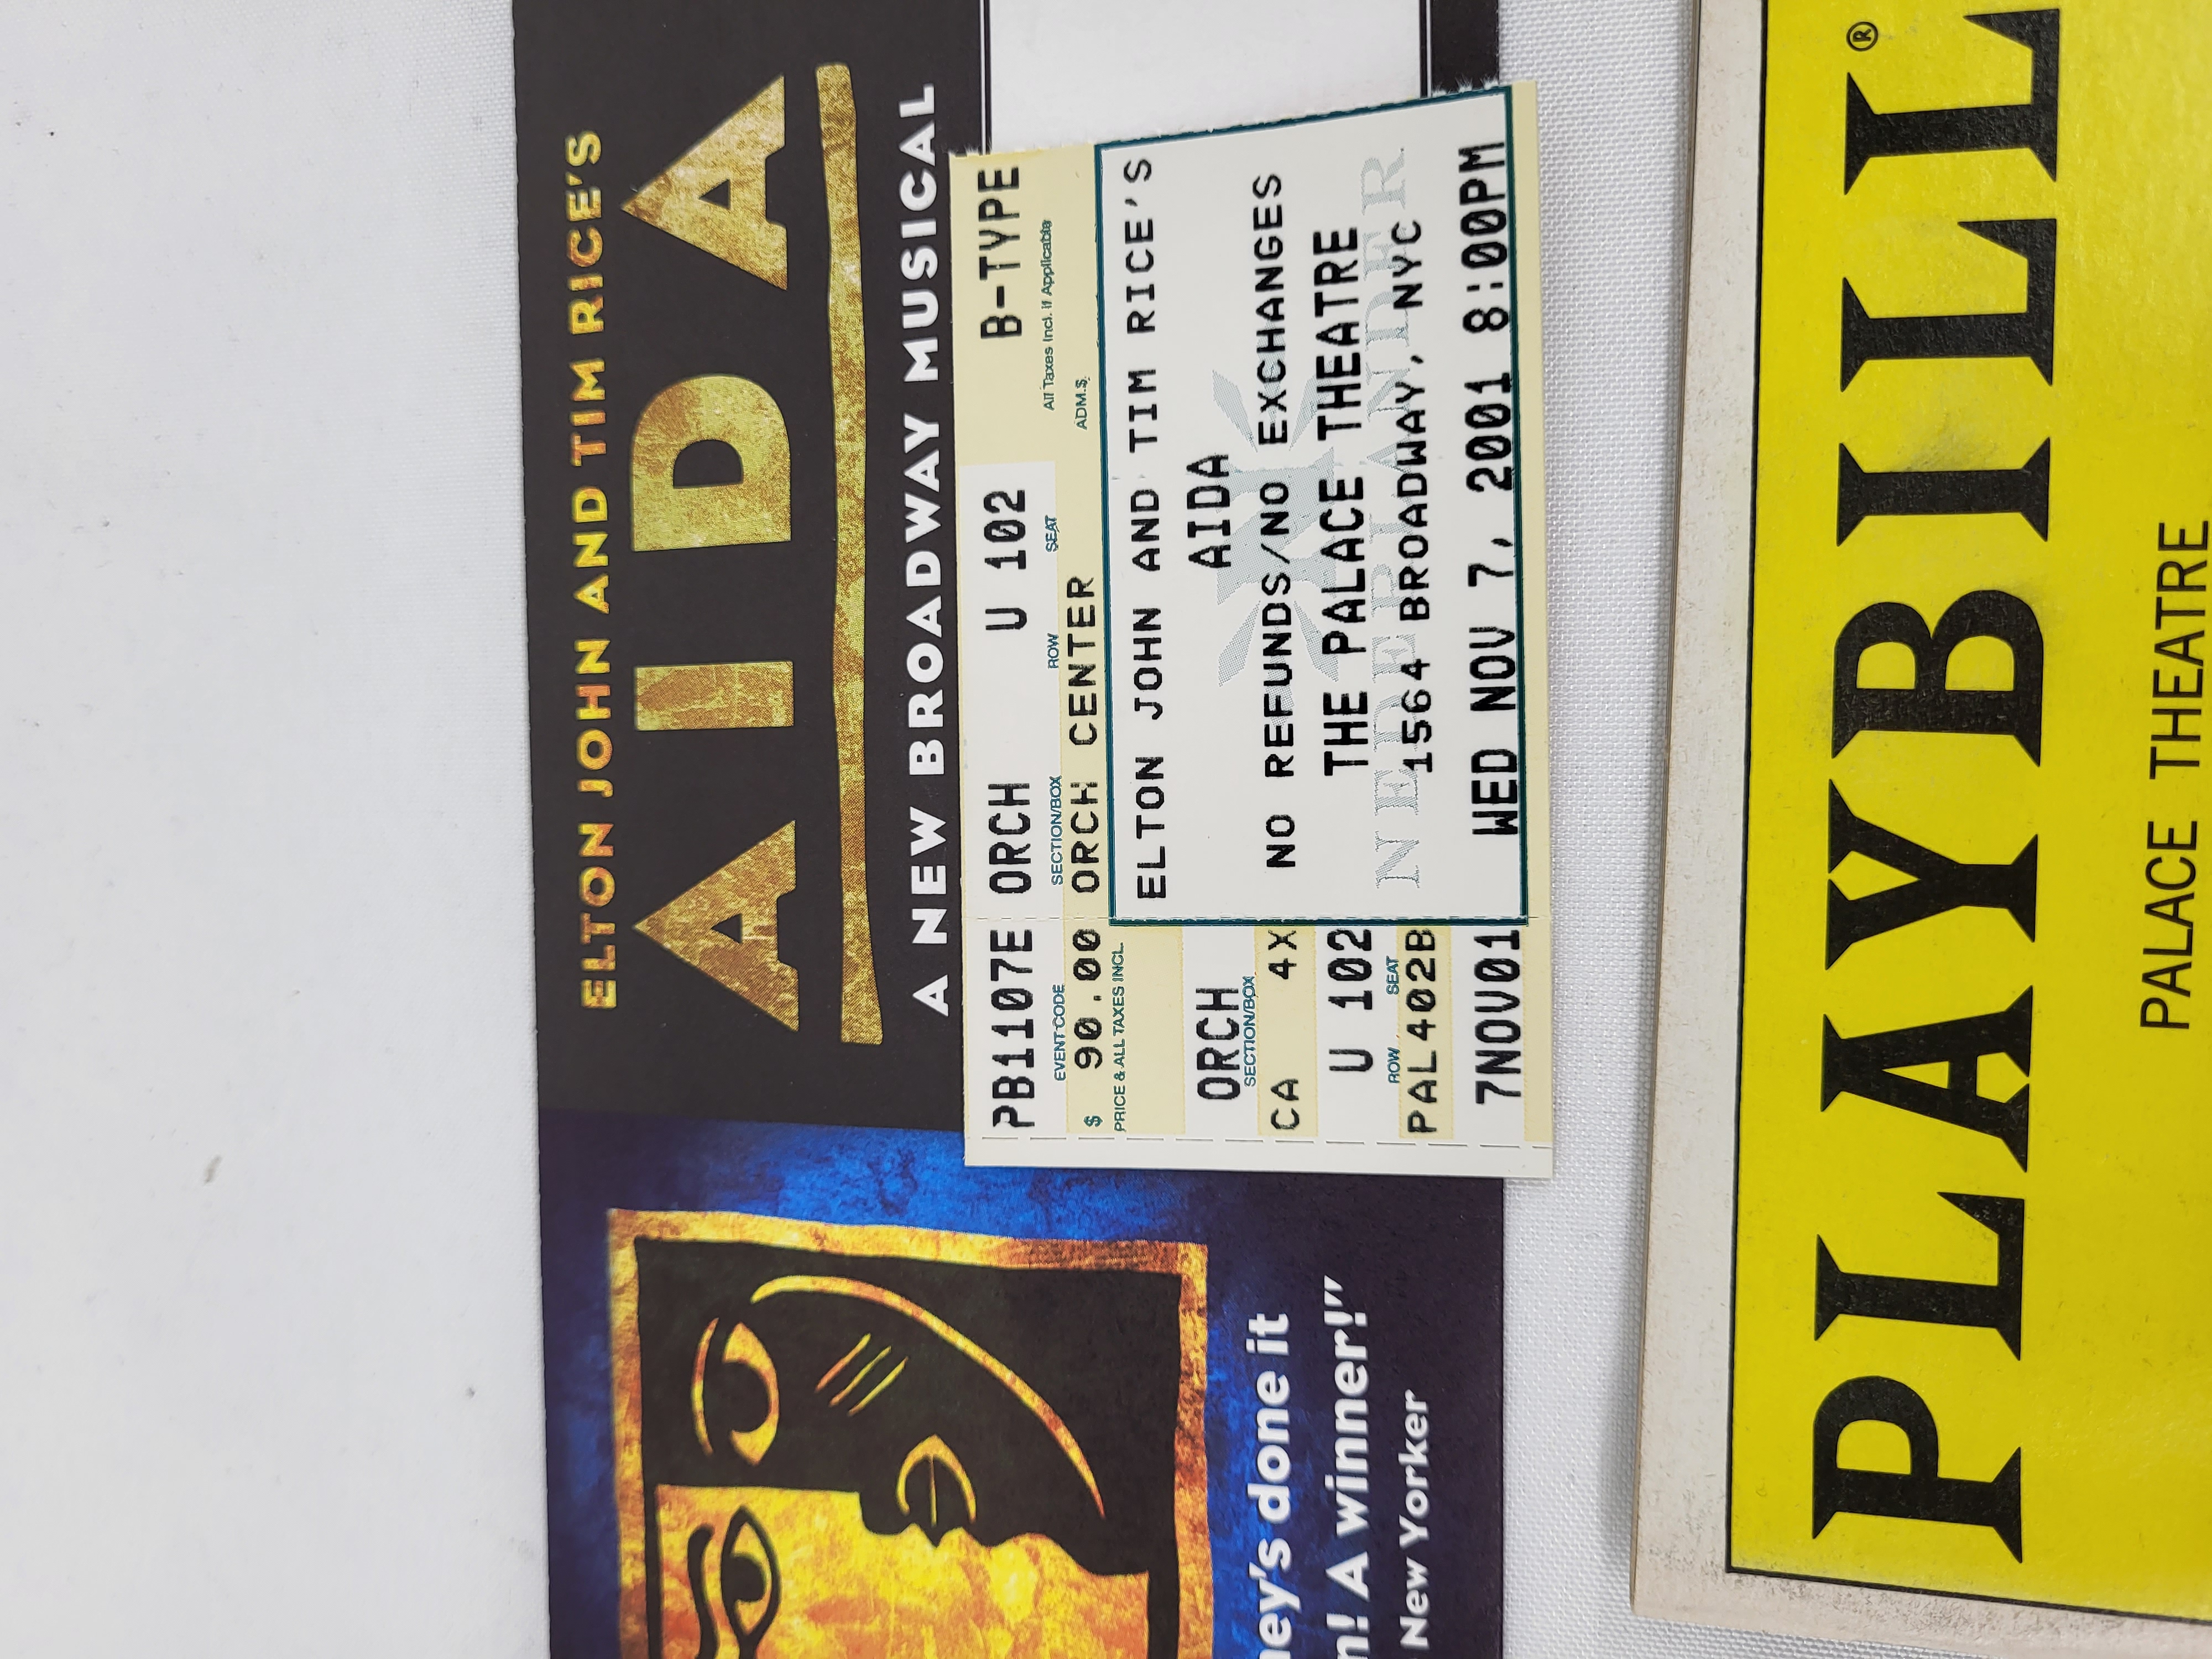 ELTON JOHN AND TIM RICE'S
AIDA
A NEW BROADWAY MUSICAL
done it
A winner!"
New Yorker
PB1107E ORCH U 102 B-TYPE
EVENT CODE SECTION/BOX ROW SEAT All Taxes Incl. If Applicable
$ 90.00 ORCH CENTER ADM.$
PRICE & ALL TAXES INCL
ELTON JOHN AND TIM RICE'S
AIDA
NO REFUNDS/NO EXCHANGES
THE PALACE THEATRE
NEDERLANDER
1564 BROADWAY, NYC
WED NOV 7, 2001 8:00PM
ORCH
SECTION/BOX
CA 4X
U 102
ROW SEAT
PAL402B
7NOV01
PLAYBILL®
PALACE THEATRE